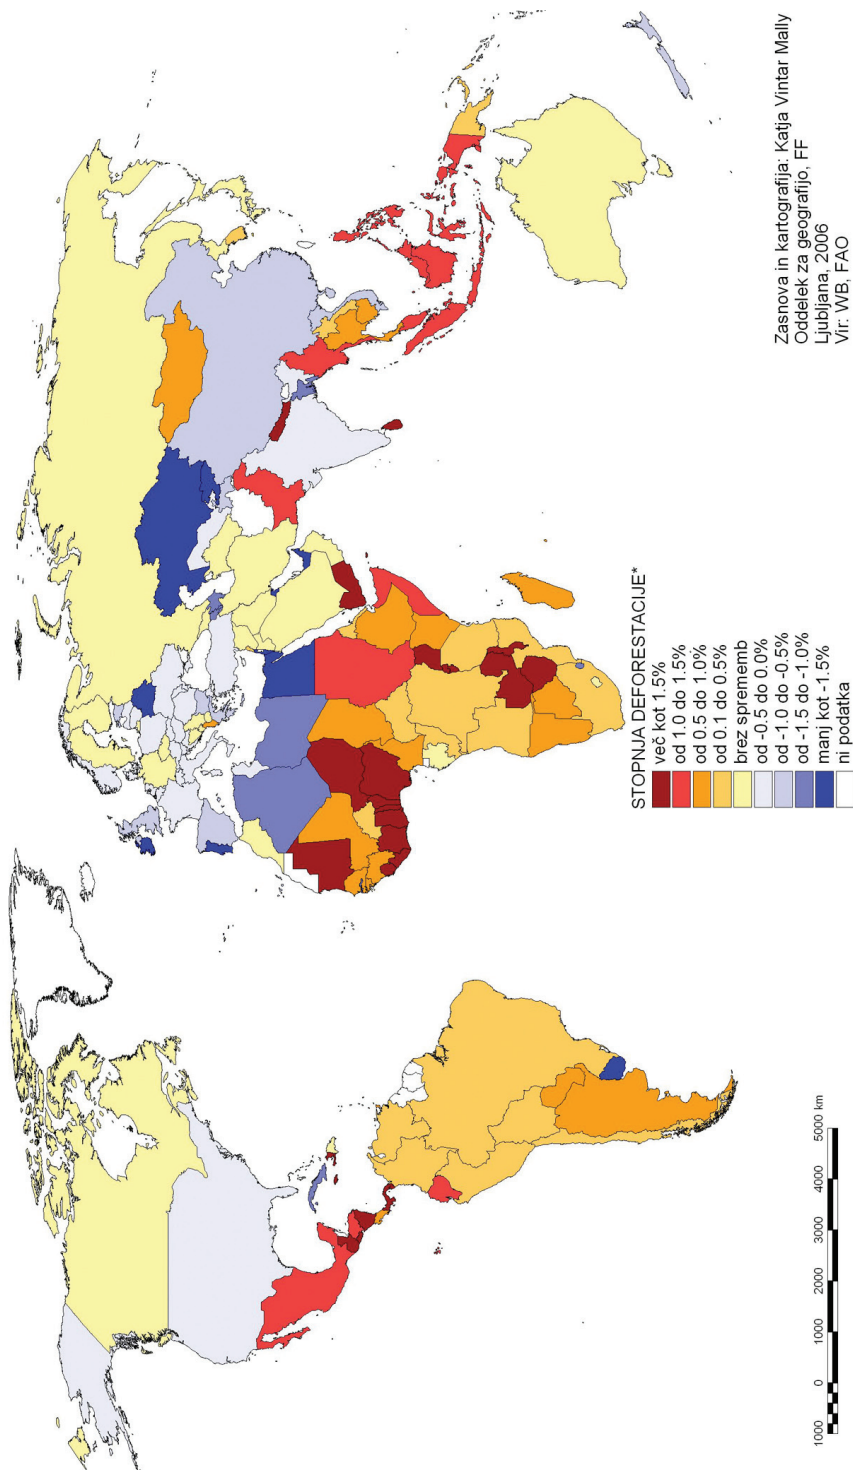 STOPNJA DEFORESTACIJE*
več kot 1.5%
od 1.0 do 1.5%
od 0.5 do 1.0%
od 0.1 do 0.5%
brez sprememb
od -0.5 do 0.0%
od -1.0 do -0.5%
od -1.5 do -1.0%
manj kot -1.5%
ni podatka
Zasnova in kartografija: Katja Vintar Mally
Oddelek za geografijo, FF
Ljubljana, 2006
Vir: WB, FAO
1000 0 1000 2000 3000 4000 5000 km